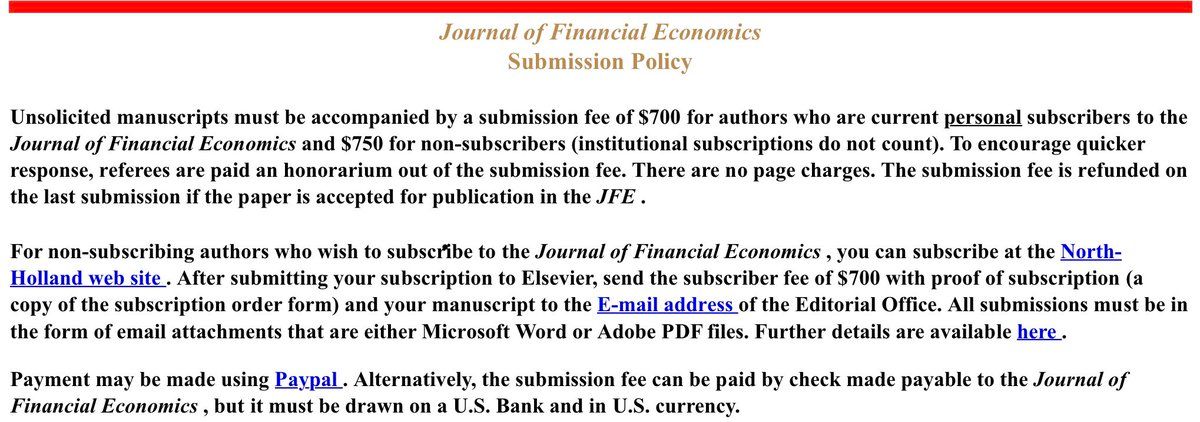 Journal of Financial Economics
Submission Policy
Unsolicited manuscripts must be accompanied by a submission fee of $700 for authors who are current personal subscribers to the
Journal of Financial Economics and $750 for non-subscribers (institutional subscriptions do not count). To encourage quicker
response, referees are paid an honorarium out of the submission fee. There are no page charges. The submission fee is refunded on
the last submission if the paper is accepted for publication in the JFE .
For non-subscribing authors who wish to subscribe to the Journal of Financial Economics , you can subscribe at the North-
Holland web site . After submitting your subscription to Elsevier, send the subscriber fee of $700 with proof of subscription (a
copy of the subscription order form) and your manuscript to the E-mail address of the Editorial Office. All submissions must be in
the form of email attachments that are either Microsoft Word or Adobe PDF files. Further details are available here .
Payment may be made using Paypal . Alternatively, the submission fee can be paid by check made payable to the Journal of
Financial Economics , but it must be drawn on a U.S. Bank and in U.S. currency.